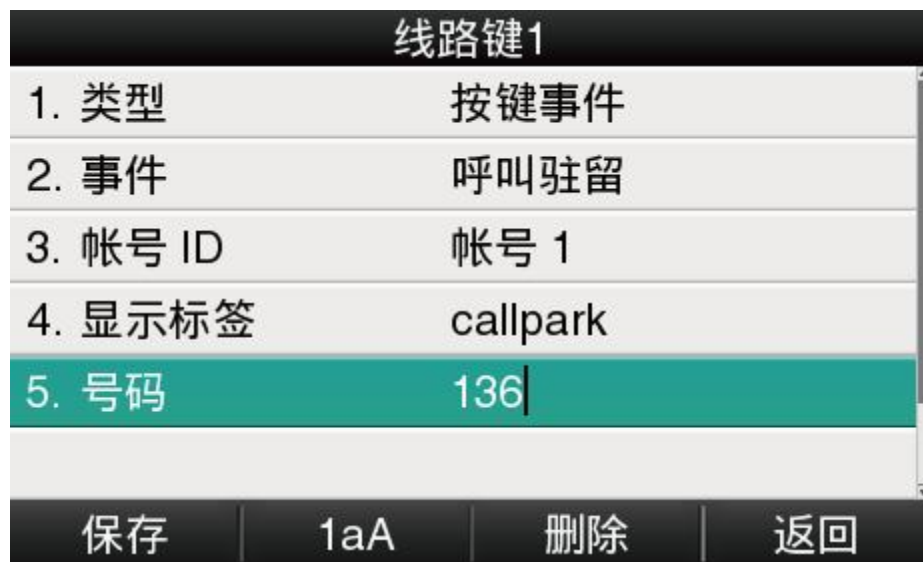 线路键1
1. 类型 按键事件
2. 事件 呼叫驻留
3. 帐号 ID 帐号 1
4. 显示标签 callpark
5. 号码 136
保存 1aA 删除 返回